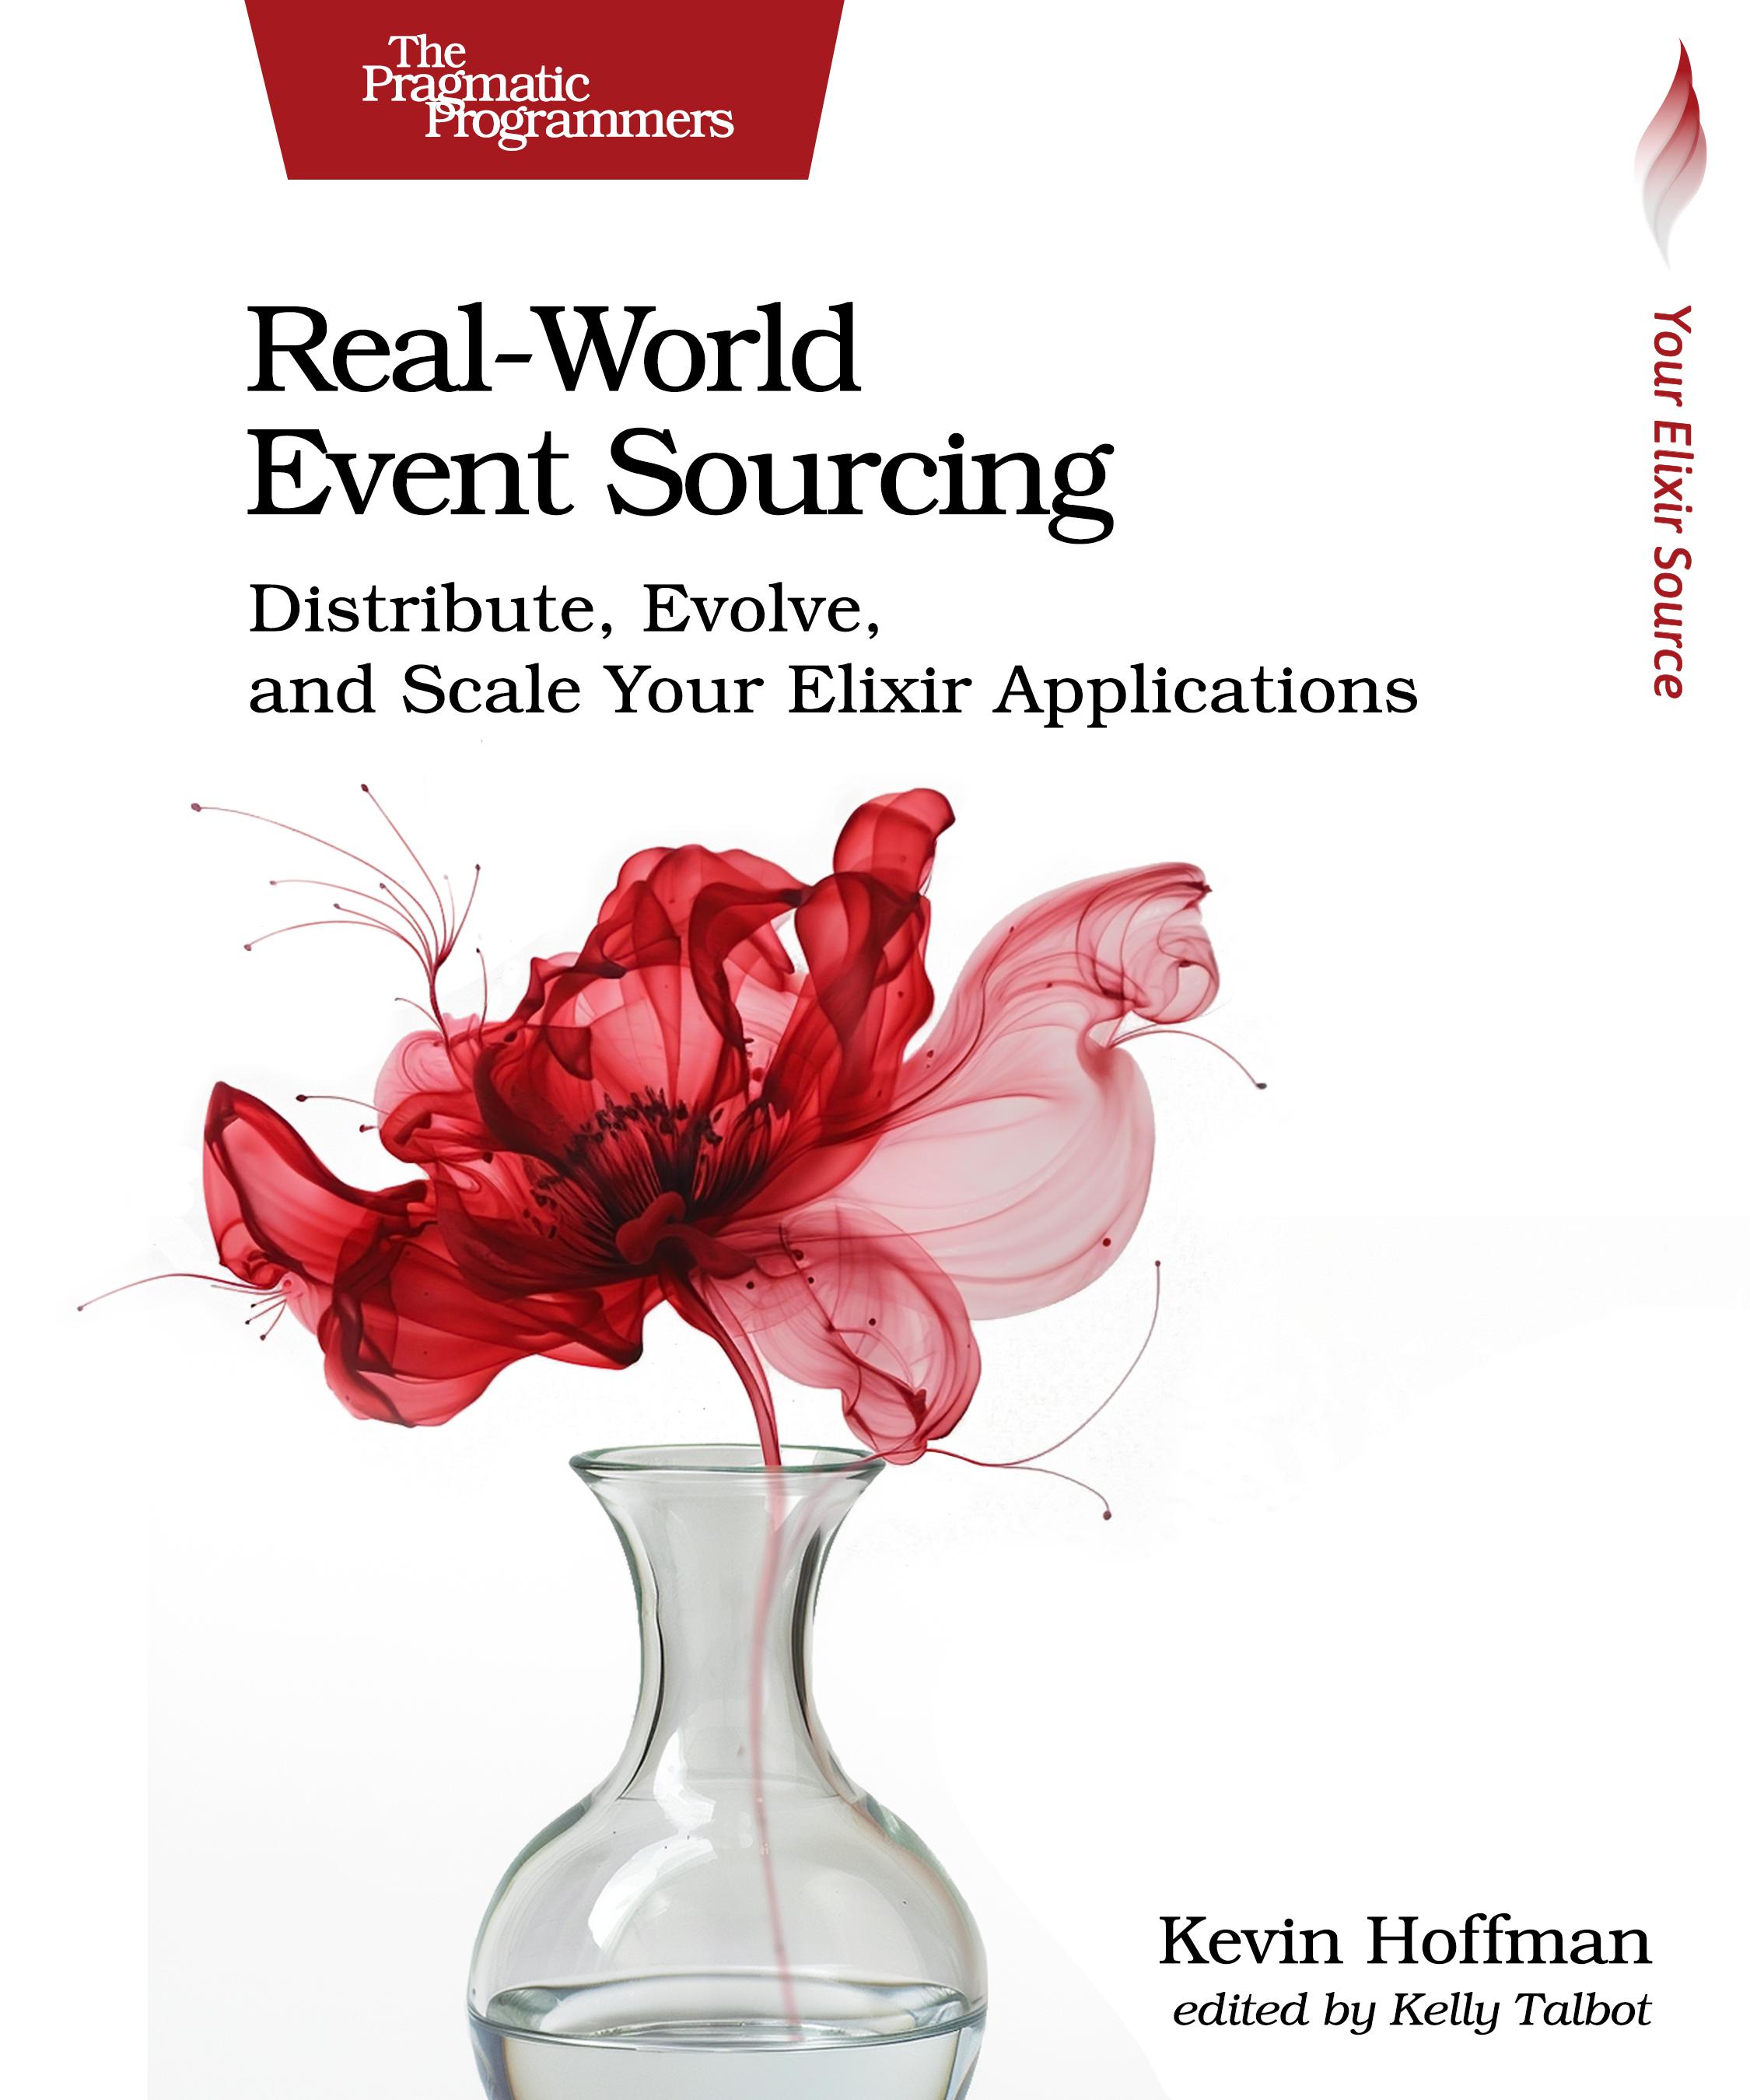 The
Pragmatic
Programmers
Real-World
Event Sourcing
Distribute, Evolve,
and Scale Your Elixir Applications
Your Elixir Source
Kevin Hoffman
edited by Kelly Talbot